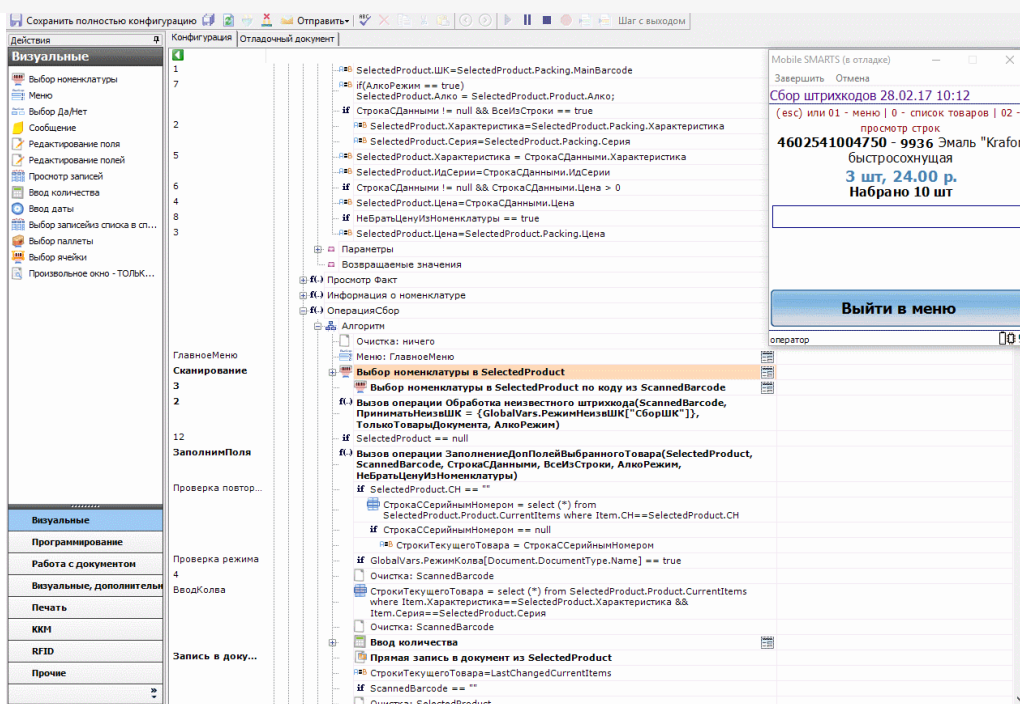 Сохранить полностью конфигурацию
Отправить
Шаг с выходом
Действия
Визуальные
Выбор номенклатуры
Меню
Выбор Да/Нет
Сообщение
Редактирование поля
Редактирование полей
Просмотр записей
Ввод количества
Ввод даты
Выбор записейиз списка в сп...
Выбор паллеты
Выбор ячейки
Произвольное окно - ТОЛЬК...
Визуальные
Программирование
Работа с документом
Визуальные, дополнительн
Печать
ККМ
RFID
Прочие
Конфигурация
Отладочный документ
1
SelectedProduct.ШК=SelectedProduct.Packing.MainBarcode
7
if(АлкоРежим == true)
SelectedProduct.Алко = SelectedProduct.Product.Алко;
if СтрокаСДанными != null && ВсеИзСтроки == true
2
SelectedProduct.Характеристика=SelectedProduct.Packing.Характеристика
SelectedProduct.Серия=SelectedProduct.Packing.Серия
5
SelectedProduct.Характеристика = СтрокаСДанными.Характеристика
SelectedProduct.ИдСерии=СтрокаСДанными.ИдСерии
6
if СтрокаСДанными != null && СтрокаСДанными.Цена > 0
4
SelectedProduct.Цена=СтрокаСДанными.Цена
8
if НеБратьЦенуИзНоменклатуры == true
3
SelectedProduct.Цена=SelectedProduct.Packing.Цена
Параметры
Возвращаемые значения
f(..) Просмотр Факт
f(..) Информация о номенклатуре
f(..) ОперацияСбор
Алгоритм
Очистка: ничего
ГлавноеМеню
Меню: ГлавноеМеню
Сканирование
Выбор номенклатуры в SelectedProduct
3
Выбор номенклатуры в SelectedProduct по коду из ScannedBarcode
2
f(..) Вызов операции Обработка неизвестного штрихкода(ScannedBarcode,
ПриниматьНеизвШК = {GlobalVars.РежимНеизвШК["СборШК"]},
ТолькоТоварыДокумента, АлкоРежим)
12
if SelectedProduct == null
ЗаполнимПоля
f(..) Вызов операции ЗаполнениеДопПолейВыбранногоТовара(SelectedProduct,
ScannedBarcode, СтрокаСДанными, ВсеИзСтроки, АлкоРежим,
НеБратьЦенуИзНоменклатуры)
Проверка повтор...
if SelectedProduct.СН == ""
СтрокаССерийнымНомером = select (*) from
SelectedProduct.Product.CurrentItems where Item.СН==SelectedProduct.СН
if СтрокаССерийнымНомером == null
СтрокиТекущегоТовара = СтрокаССерийнымНомером
Проверка режима
if GlobalVars.РежимКолва[Document.DocumentType.Name] == true
4
Очистка: ScannedBarcode
ВводКолва
СтрокиТекущегоТовара = select (*) from SelectedProduct.Product.CurrentItems
where Item.Характеристика==SelectedProduct.Характеристика &&
Item.Серия==SelectedProduct.Серия
Очистка: ScannedBarcode
Ввод количества
Запись в доку...
Прямая запись в документ из SelectedProduct
СтрокиТекущегоТовара=LastChangedCurrentItems
if ScannedBarcode == ""
Очистка: SelectedProduct
Mobile SMARTS (в отладке)
Завершить Отмена
Сбор штрихкодов 28.02.17 10:12
(esc) или 01 - меню | 0 - список товаров | 02 -
просмотр строк
4602541004750 - 9936 Эмаль "Krafor
быстросохнущая
3 шт, 24.00 р.
Набрано 10 шт
Выйти в меню
оператор